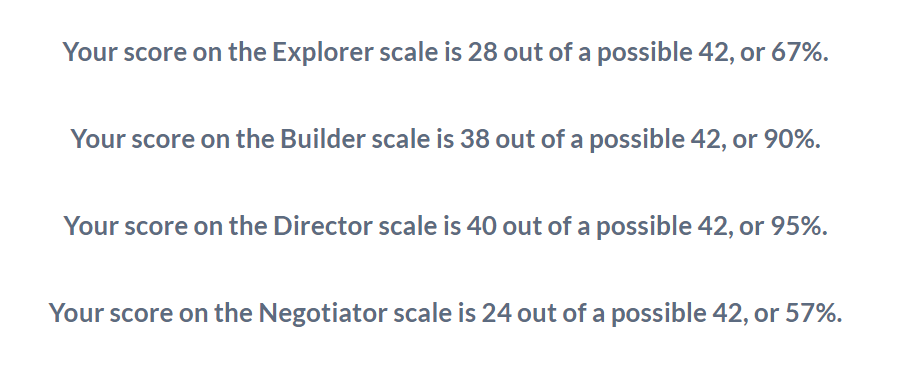 Your score on the Explorer scale is 28 out of a possible 42, or 67%.
Your score on the Builder scale is 38 out of a possible 42, or 90%.
Your score on the Director scale is 40 out of a possible 42, or 95%.
Your score on the Negotiator scale is 24 out of a possible 42, or 57%.